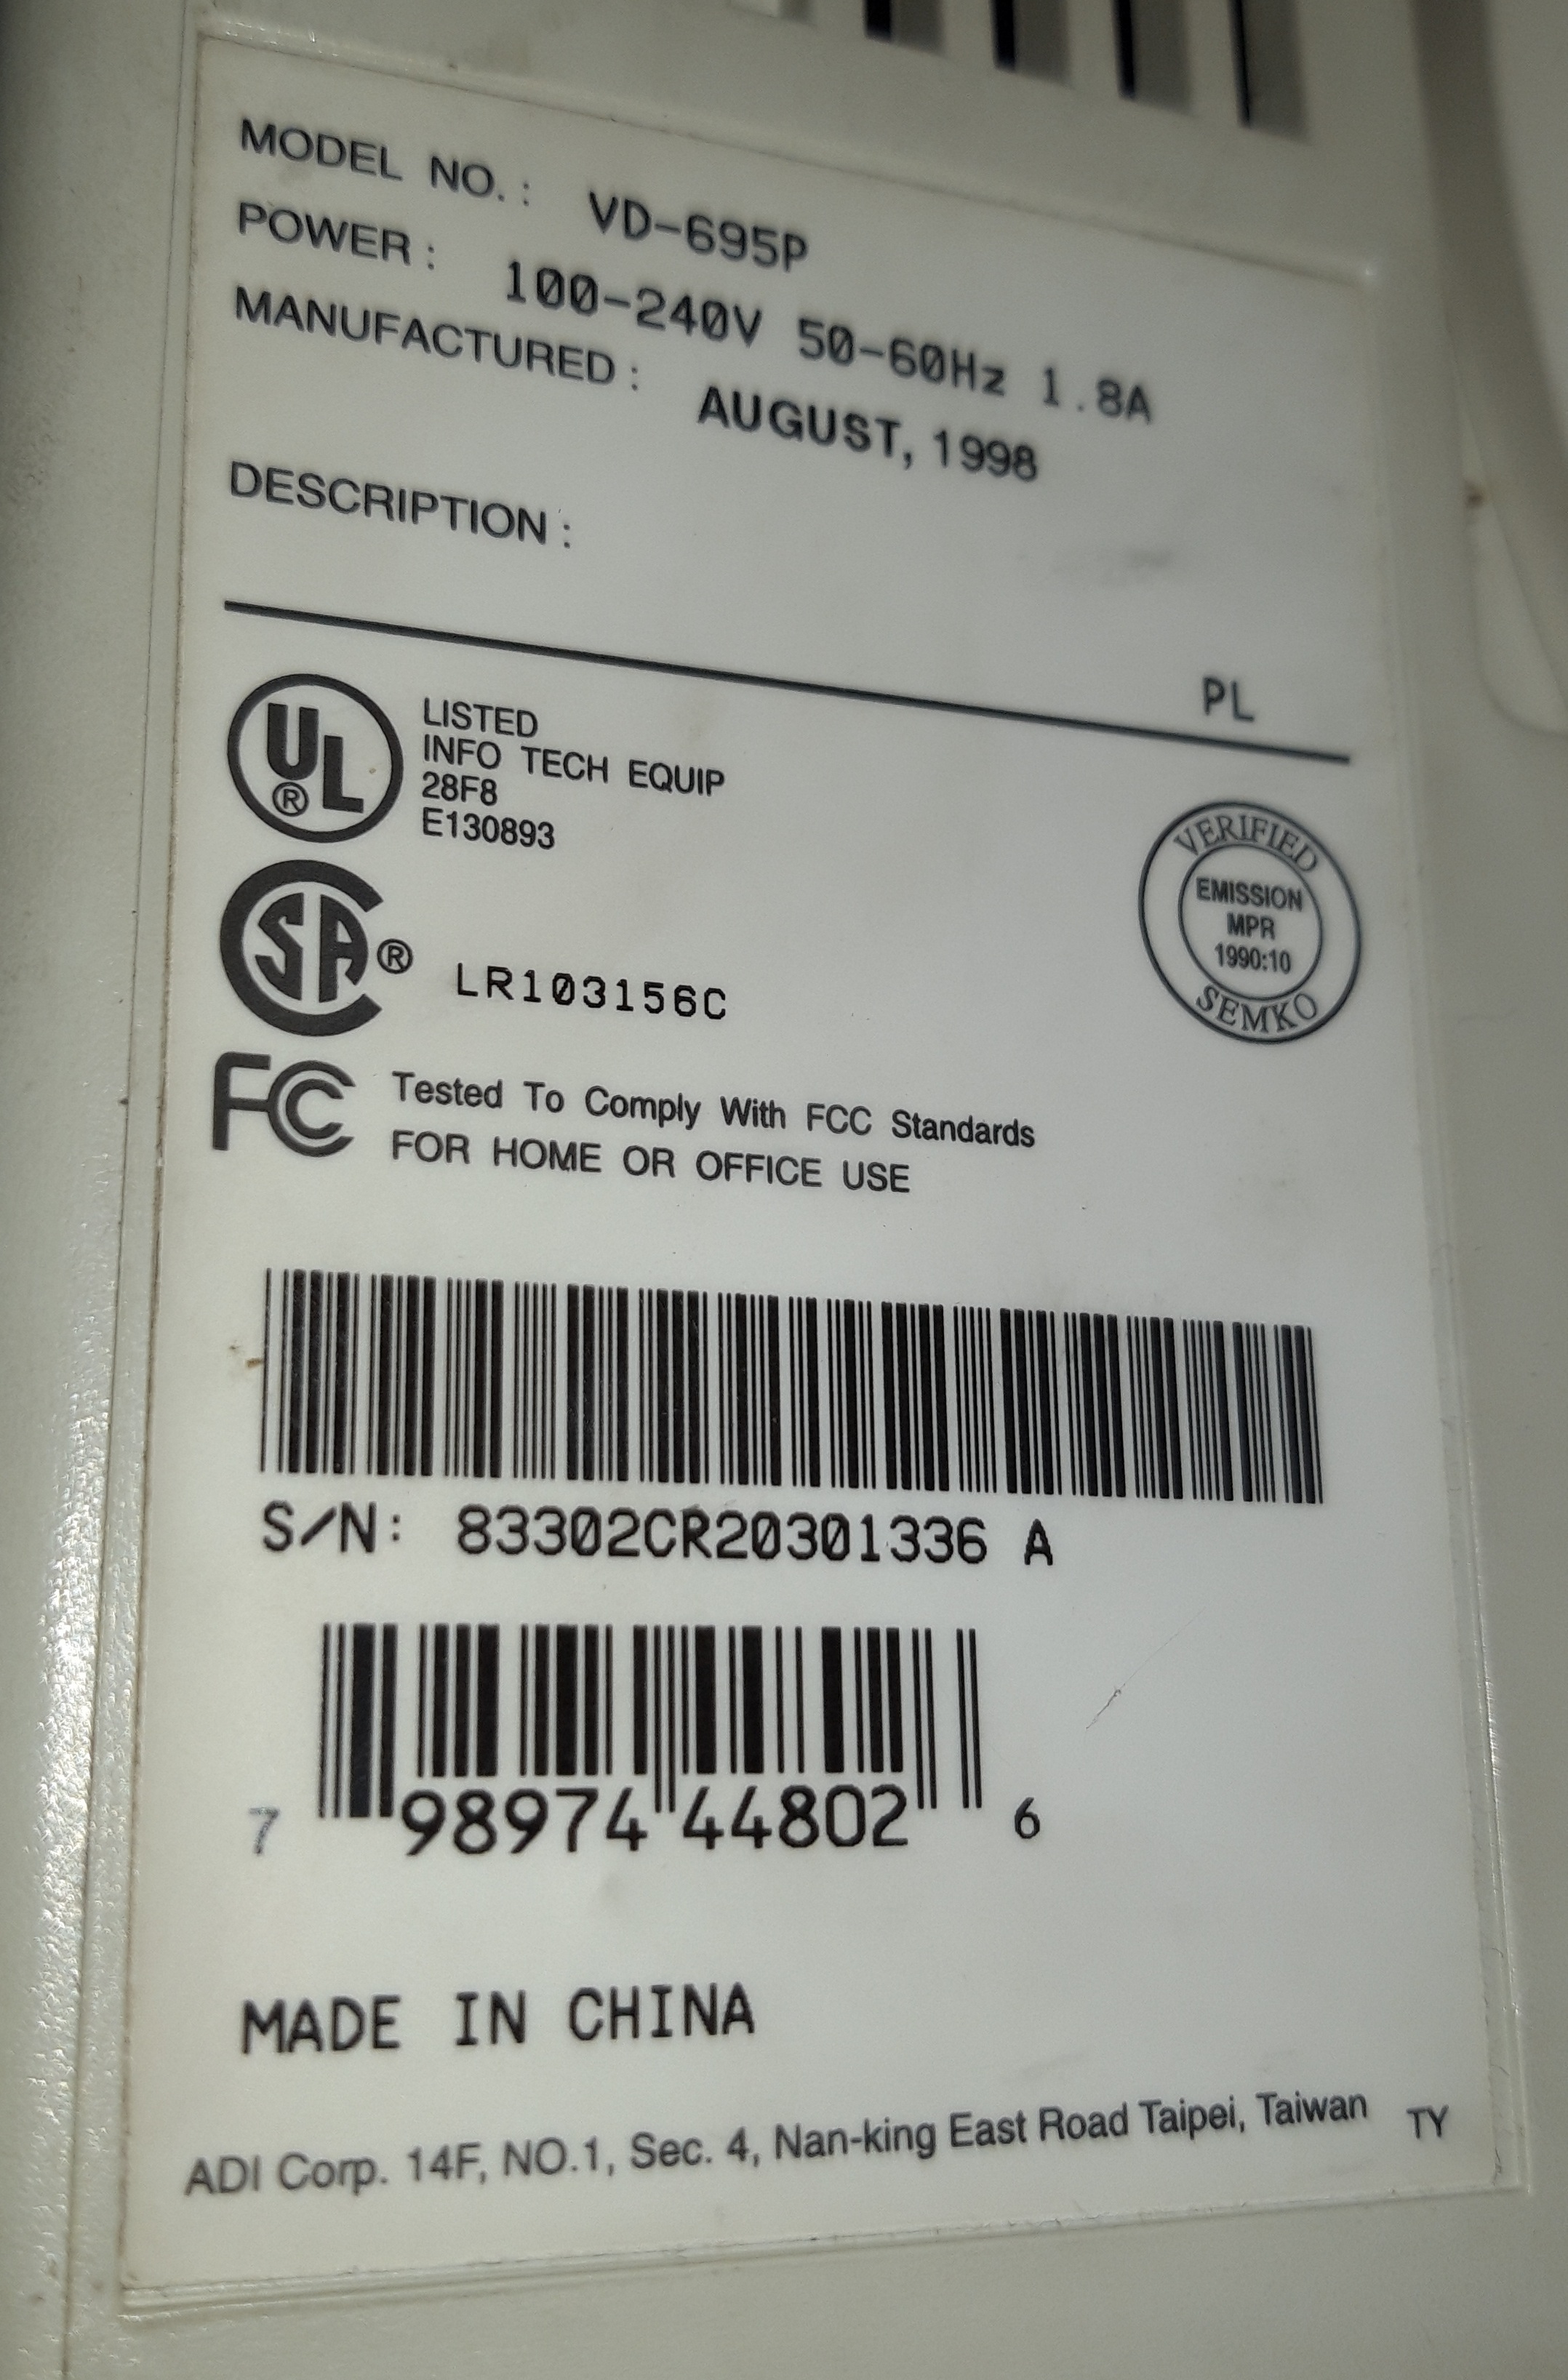 MODEL NO. : VD-695P
POWER : 100-240V 50-60Hz 1.8A
MANUFACTURED : AUGUST, 1998
DESCRIPTION :
PL
UL ®
LISTED
INFO TECH EQUIP
28F8
E130893
VERIFIED
EMISSION
MPR
1990:10
SEMKO
CSA ® LR103156C
FC Tested To Comply With FCC Standards
FOR HOME OR OFFICE USE
S/N: 83302CR20301336 A
7 98974 44802 6
MADE IN CHINA
ADI Corp. 14F, NO.1, Sec. 4, Nan-king East Road Taipei, Taiwan TY